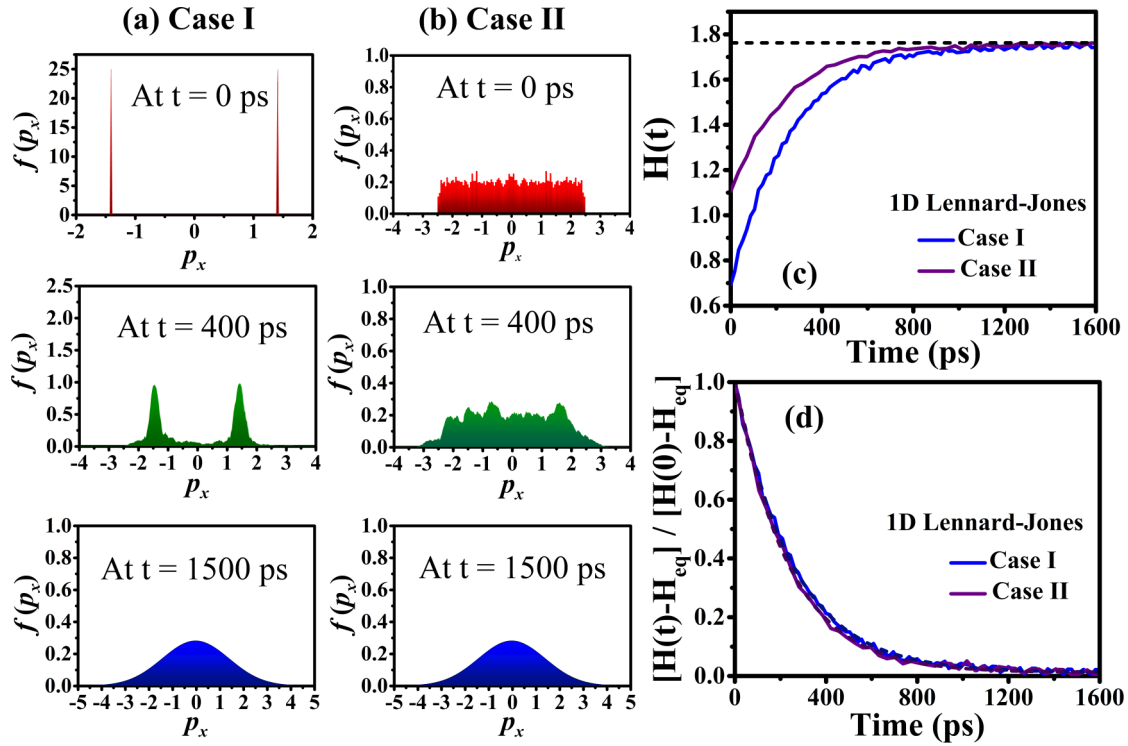 (a) Case I
25
20
15
10
5
0
f (pₓ)
At t = 0 ps
-2 -1 0 1 2
pₓ
2.5
2.0
1.5
1.0
0.5
0.0
f (pₓ)
At t = 400 ps
-4 -3 -2 -1 0 1 2 3 4
pₓ
1.0
0.8
0.6
0.4
0.2
0.0
f (pₓ)
At t = 1500 ps
-5 -4 -3 -2 -1 0 1 2 3 4 5
pₓ
(b) Case II
1.0
0.8
0.6
0.4
0.2
0.0
f (pₓ)
At t = 0 ps
-4 -3 -2 -1 0 1 2 3 4
pₓ
1.0
0.8
0.6
0.4
0.2
0.0
f (pₓ)
At t = 400 ps
-4 -3 -2 -1 0 1 2 3 4
pₓ
1.0
0.8
0.6
0.4
0.2
0.0
f (pₓ)
At t = 1500 ps
-5 -4 -3 -2 -1 0 1 2 3 4 5
pₓ
1.8
1.6
1.4
1.2
1.0
0.8
0.6
H(t)
1D Lennard-Jones
Case I
Case II
(c)
0 400 800 1200 1600
Time (ps)
1.0
0.8
0.6
0.4
0.2
0.0
[H(t)-Heq] / [H(0)-Heq]
(d)
1D Lennard-Jones
Case I
Case II
0 400 800 1200 1600
Time (ps)